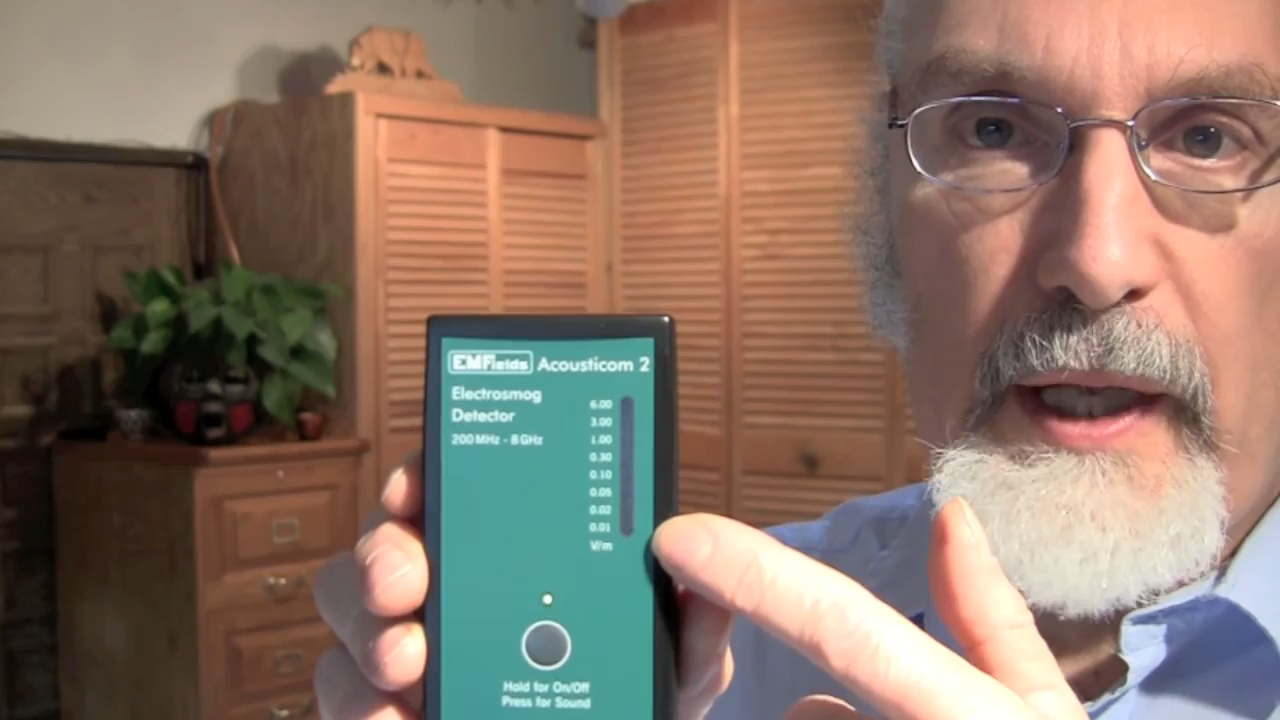 EMFields Acousticom 2
Electrosmog
Detector
200 MHz - 8 GHz
6.00
3.00
1.00
0.30
0.10
0.05
0.02
0.01
V/m
Hold for On/Off
Press for Sound